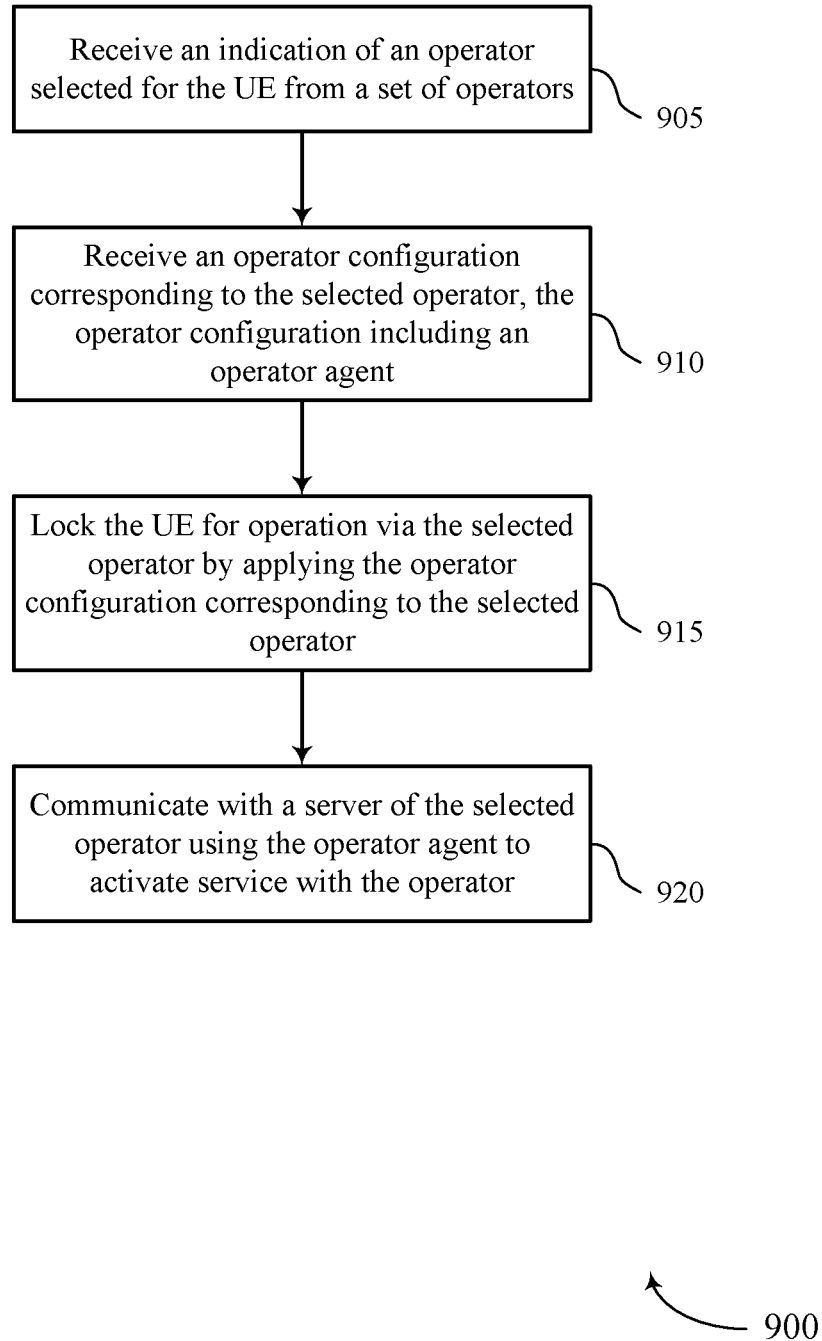 Receive an indication of an operator
selected for the UE from a set of operators
905
Receive an operator configuration
corresponding to the selected operator, the
operator configuration including an
operator agent
910
Lock the UE for operation via the selected
operator by applying the operator
configuration corresponding to the selected
operator
915
Communicate with a server of the selected
operator using the operator agent to
activate service with the operator
920
900